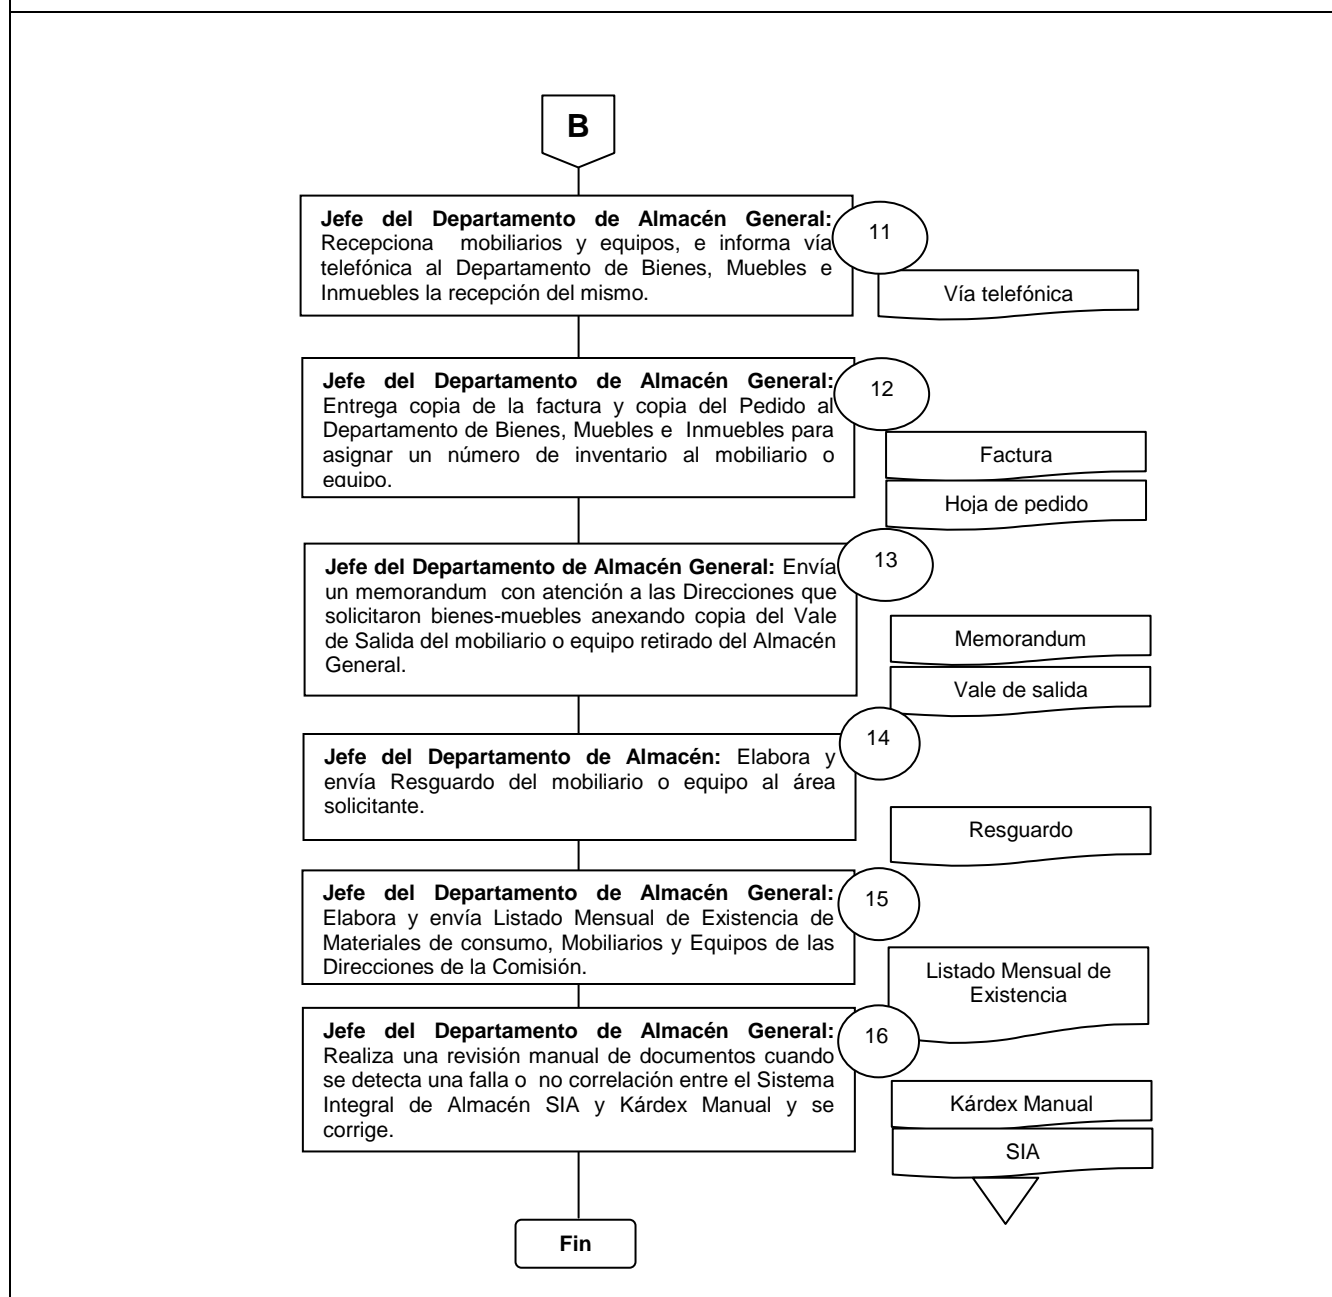 B
Jefe del Departamento de Almacén General:
Recepciona mobiliarios y equipos, e informa vía
telefónica al Departamento de Bienes, Muebles e
Inmuebles la recepción del mismo.
11
Vía telefónica
Jefe del Departamento de Almacén General:
Entrega copia de la factura y copia del Pedido al
Departamento de Bienes, Muebles e Inmuebles para
asignar un número de inventario al mobiliario o
equipo.
12
Factura
Hoja de pedido
Jefe del Departamento de Almacén General: Envía
un memorandum con atención a las Direcciones que
solicitaron bienes-muebles anexando copia del Vale
de Salida del mobiliario o equipo retirado del Almacén
General.
13
Memorandum
Vale de salida
Jefe del Departamento de Almacén: Elabora y
envía Resguardo del mobiliario o equipo al área
solicitante.
14
Resguardo
Jefe del Departamento de Almacén General:
Elabora y envía Listado Mensual de Existencia de
Materiales de consumo, Mobiliarios y Equipos de las
Direcciones de la Comisión.
15
Listado Mensual de
Existencia
Jefe del Departamento de Almacén General:
Realiza una revisión manual de documentos cuando
se detecta una falla o no correlación entre el Sistema
Integral de Almacén SIA y Kárdex Manual y se
corrige.
16
Kárdex Manual
SIA
Fin